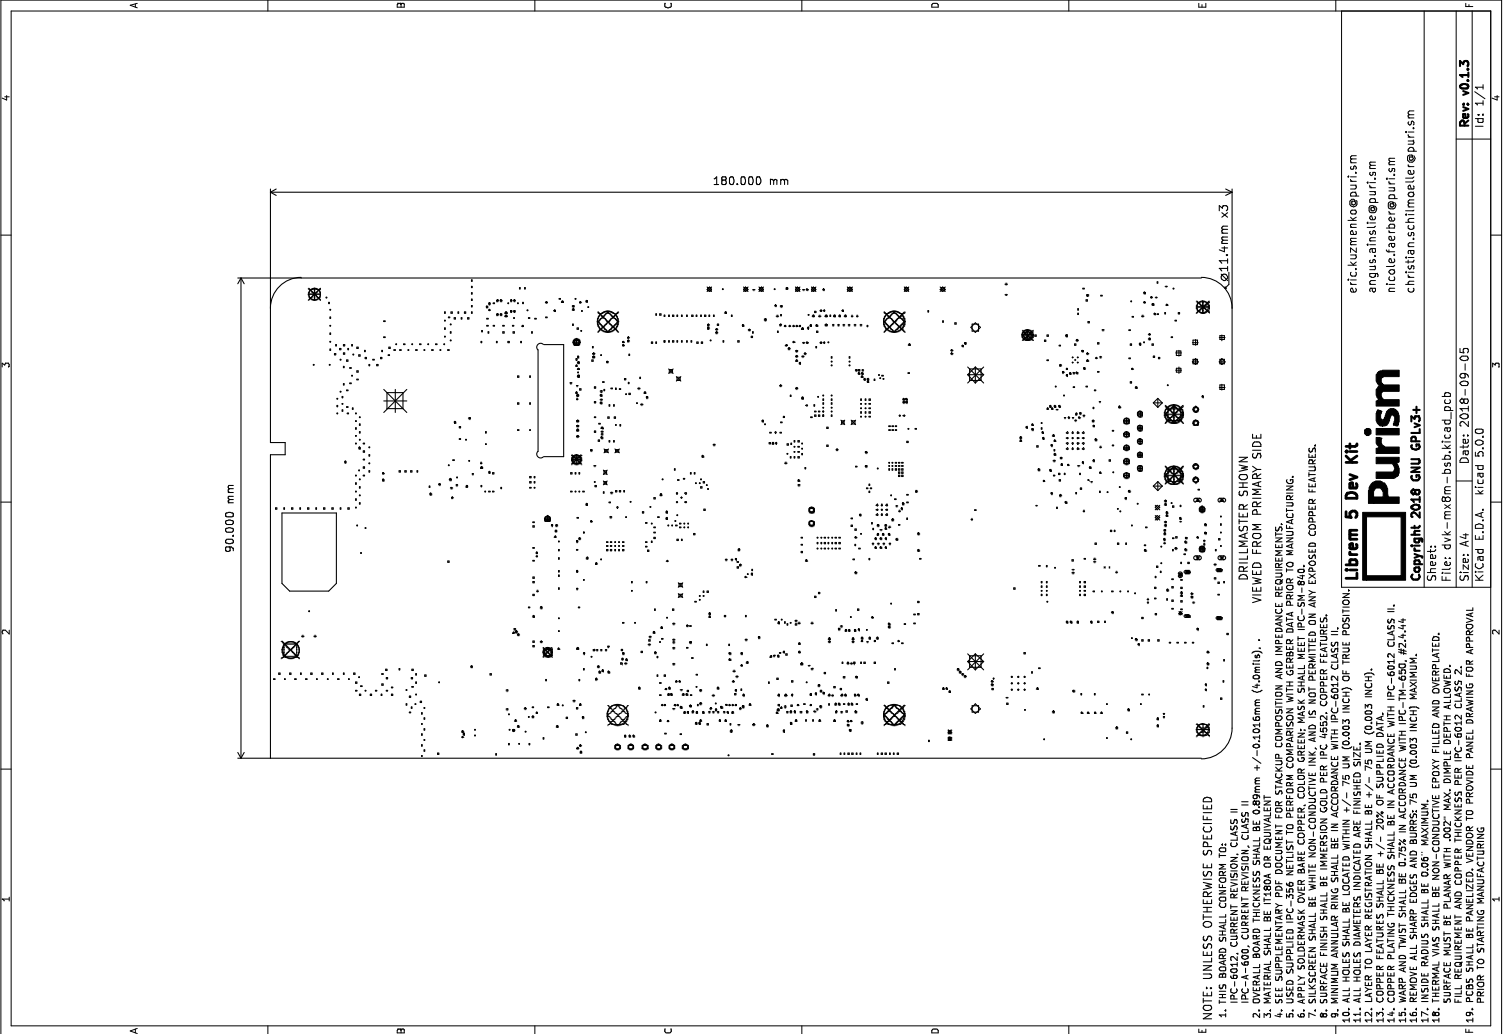 180.000 mm
90.000 mm
ø11.4mm x3
DRILLMASTER SHOWN
VIEWED FROM PRIMARY SIDE
NOTE: UNLESS OTHERWISE SPECIFIED
1. THIS BOARD SHALL CONFORM TO:
IPC-6012, CURRENT REVISION, CLASS II
IPC-A-600, CURRENT REVISION, CLASS II
2. OVERALL BOARD THICKNESS SHALL BE 0.89mm +/-0.1016mm (4.0mils). .
3. MATERIAL SHALL BE IT180A OR EQUIVALENT
4. SEE SUPPLEMENTARY PDF DOCUMENT FOR STACKUP COMPOSITION AND IMPEDANCE REQUIREMENTS.
5. USED SUPPLIED IPC-356 NETLIST TO PERFORM COMPARISON WITH GERBER DATA PRIOR TO MANUFACTURING.
6. APPLY SOLDERMASK OVER BARE COPPER, COLOR GREEN; MASK SHALL MEET IPC-SM-840.
7. SILKSCREEN SHALL BE WHITE NON-CONDUCTIVE INK, AND IS NOT PERMITTED ON ANY EXPOSED COPPER FEATURES.
8. SURFACE FINISH SHALL BE IMMERSION GOLD PER IPC 4552. COPPER FEATURES.
9. MINIMUM ANNULAR RING SHALL BE IN ACCORDANCE WITH IPC-6012 CLASS II.
10. ALL HOLES SHALL BE LOCATED WITHIN +/- 75 UM (0.003 INCH) OF TRUE POSITION.
11. ALL HOLES DIAMETERS INDICATED ARE FINISHED SIZE.
12. LAYER TO LAYER REGISTRATION SHALL BE +/- 75 UM (0.003 INCH).
13. COPPER FEATURES SHALL BE +/- 20% OF SUPPLIED DATA.
14. COPPER PLATING THICKNESS SHALL BE IN ACCORDANCE WITH IPC-6012 CLASS II.
15. WARP AND TWIST SHALL BE 0.75% IN ACCORDANCE WITH IPC-TM-650, #2.4.44
16. REMOVE ALL SHARP EDGES AND BURRS: 75 UM (0.003 INCH) MAXIMUM.
17. INSIDE RADIUS SHALL BE 0.06" MAXIMUM.
18. THERMAL VIAS SHALL BE NON-CONDUCTIVE EPOXY FILLED AND OVERPLATED.
SURFACE MUST BE PLANAR WITH .002" MAX. DIMPLE DEPTH ALLOWED.
FILL REQUIREMENT AND COPPER THICKNESS PER IPC-6012 CLASS 2.
19. PCBS SHALL BE PANELIZED. VENDOR TO PROVIDE PANEL DRAWING FOR APPROVAL
PRIOR TO STARTING MANUFACTURING
Librem 5 Dev Kit
Purism
Copyright 2018 GNU GPLv3+
eric.kuzmenko@puri.sm
angus.ainslie@puri.sm
nicole.faerber@puri.sm
christian.schilmoeller@puri.sm
Sheet:
File: dvk-mx8m-bsb.kicad_pcb
Size: A4 Date: 2018-09-05 Rev: v0.1.3
KiCad E.D.A. kicad 5.0.0 Id: 1/1
1 2 3 4
1 2 3 4
A B C D E F
A B C D E F